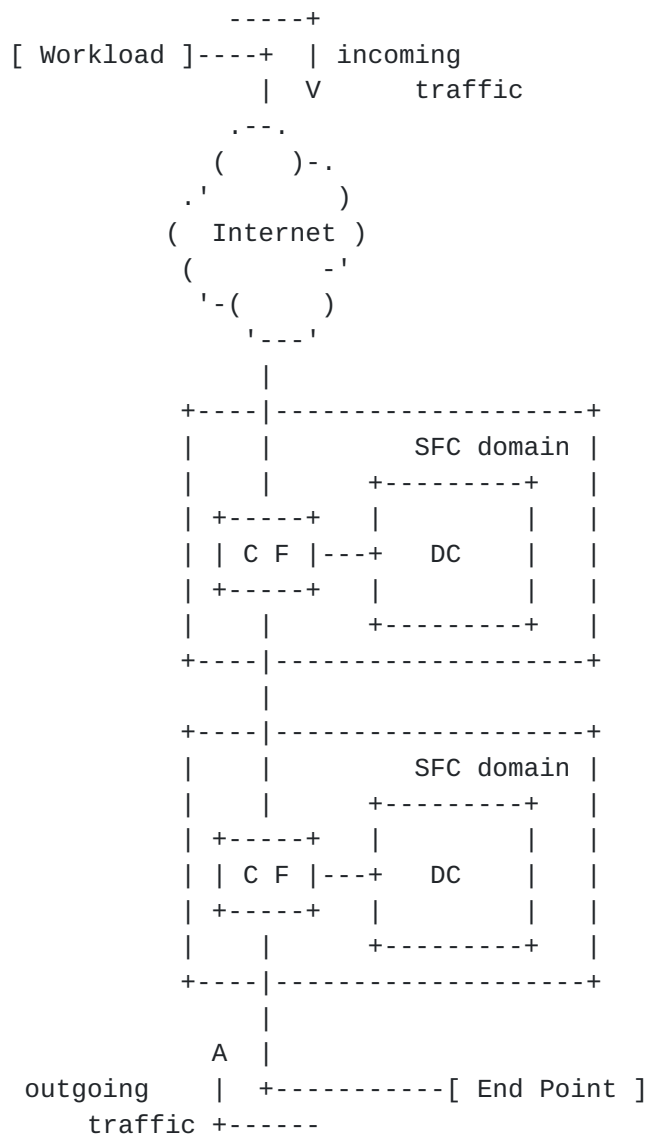 [ Workload ] incoming
V traffic
Internet
SFC domain
C F DC
SFC domain
C F DC
A
outgoing [ End Point ]
traffic